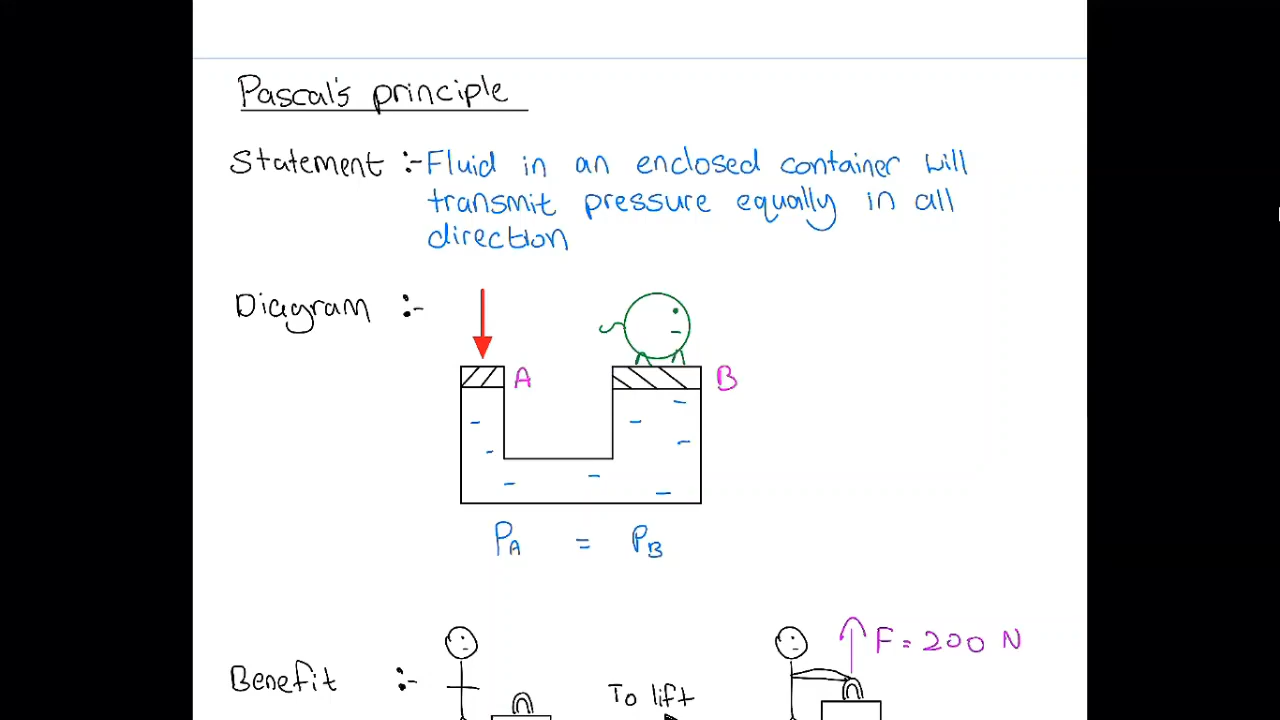 Pascal's principle
Statement :- Fluid in an enclosed container will
transmit pressure equally in all
direction
Diagram :-
A
B
PA = PB
F = 200 N
Benefit :-
To lift